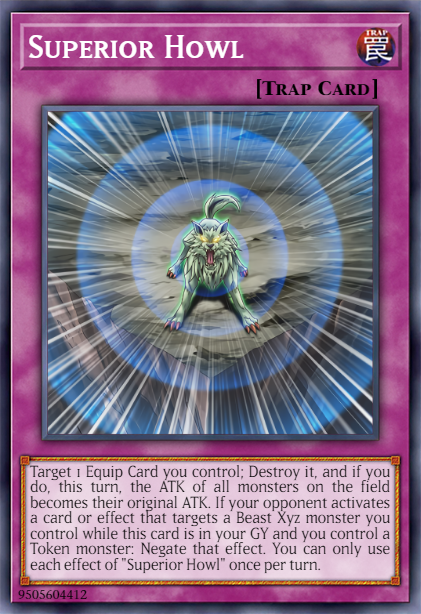 Superior Howl
TRAP
罠
[Trap Card]
Target 1 Equip Card you control; Destroy it, and if you
do, this turn, the ATK of all monsters on the field
becomes their original ATK. If your opponent activates
a card or effect that targets a Beast Xyz monster you
control while this card is in your GY and you control a
Token monster: Negate that effect. You can only use
each effect of "Superior Howl" once per turn.
9505604412